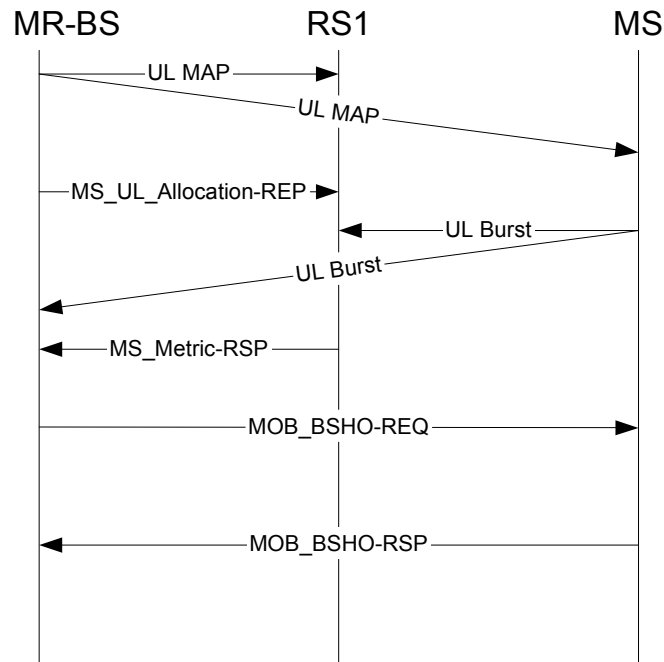 MR-BS RS1 MS
UL MAP
UL MAP
MS_UL_Allocation-REP
UL Burst
UL Burst
MS_Metric-RSP
MOB_BSHO-REQ
MOB_BSHO-RSP